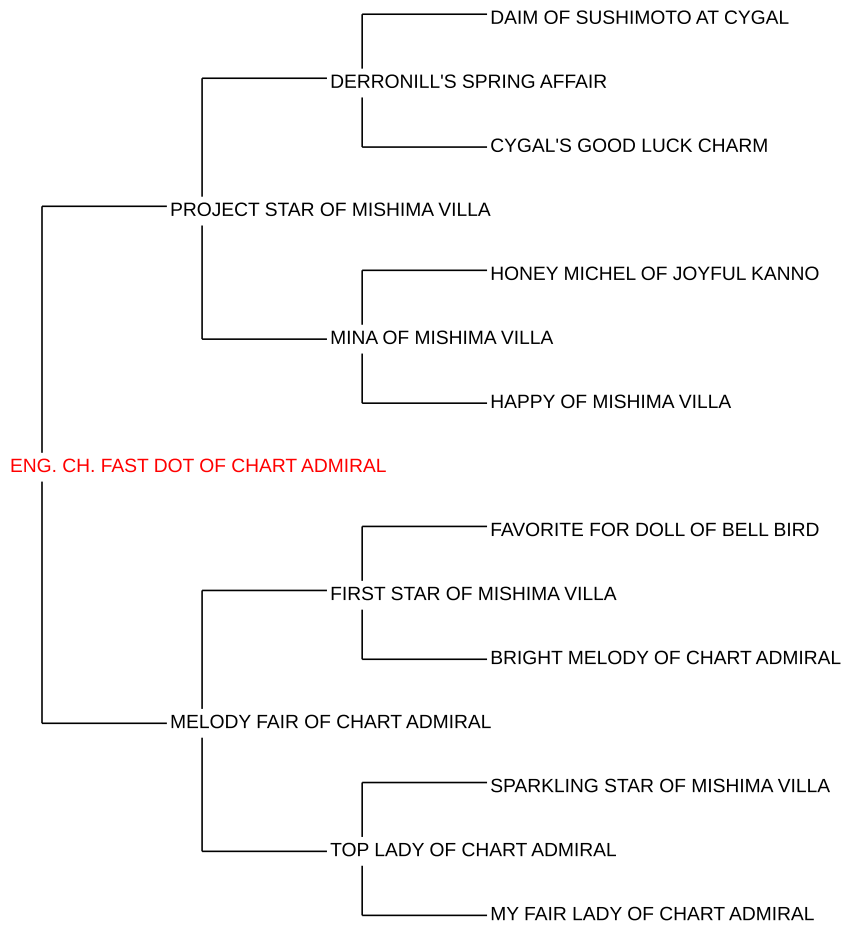 DAIM OF SUSHIMOTO AT CYGAL
DERRONILL'S SPRING AFFAIR
CYGAL'S GOOD LUCK CHARM
PROJECT STAR OF MISHIMA VILLA
HONEY MICHEL OF JOYFUL KANNO
MINA OF MISHIMA VILLA
HAPPY OF MISHIMA VILLA
ENG. CH. FAST DOT OF CHART ADMIRAL
FAVORITE FOR DOLL OF BELL BIRD
FIRST STAR OF MISHIMA VILLA
BRIGHT MELODY OF CHART ADMIRAL
MELODY FAIR OF CHART ADMIRAL
SPARKLING STAR OF MISHIMA VILLA
TOP LADY OF CHART ADMIRAL
MY FAIR LADY OF CHART ADMIRAL